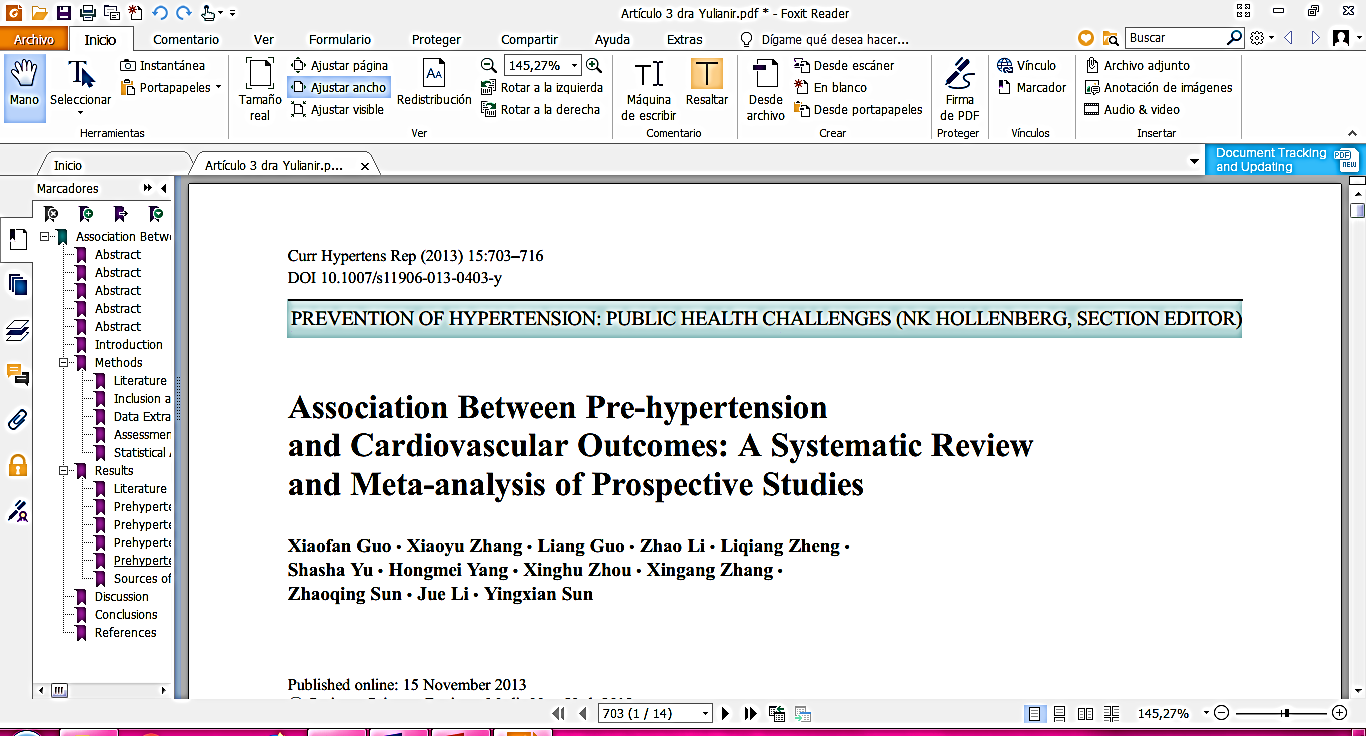 Artículo 3 dra Yulianir.pdf * - Foxit Reader
Archivo
Inicio
Comentario
Ver
Formulario
Proteger
Compartir
Ayuda
Extras
Dígame qué desea hacer...
Buscar
Mano
Seleccionar
Instantánea
Portapapeles
Herramientas
Tamaño real
Ajustar página
Ajustar ancho
Ajustar visible
Redistribución
145,27%
Rotar a la izquierda
Rotar a la derecha
Ver
Máquina de escribir
Resaltar
Comentario
Desde archivo
Desde escáner
En blanco
Desde portapapeles
Crear
Firma de PDF
Proteger
Vínculo
Marcador
Vínculos
Archivo adjunto
Anotación de imágenes
Audio & video
Insertar
Inicio
Artículo 3 dra Yulianir.p...
Document Tracking
and Updating
PDF
NEW
Marcadores
Association Betw
Abstract
Abstract
Abstract
Abstract
Abstract
Introduction
Methods
Literature
Inclusion a
Data Extra
Assessmen
Statistical
Results
Literature
Prehyperte
Prehyperte
Prehyperte
Prehyperte
Sources of
Discussion
Conclusions
References
Curr Hypertens Rep (2013) 15:703–716
DOI 10.1007/s11906-013-0403-y
PREVENTION OF HYPERTENSION: PUBLIC HEALTH CHALLENGES (NK HOLLENBERG, SECTION EDITOR)
Association Between Pre-hypertension
and Cardiovascular Outcomes: A Systematic Review
and Meta-analysis of Prospective Studies
Xiaofan Guo · Xiaoyu Zhang · Liang Guo · Zhao Li · Liqiang Zheng ·
Shasha Yu · Hongmei Yang · Xinghu Zhou · Xingang Zhang ·
Zhaoqing Sun · Jue Li · Yingxian Sun
Published online: 15 November 2013
703 (1 / 14)
145,27%